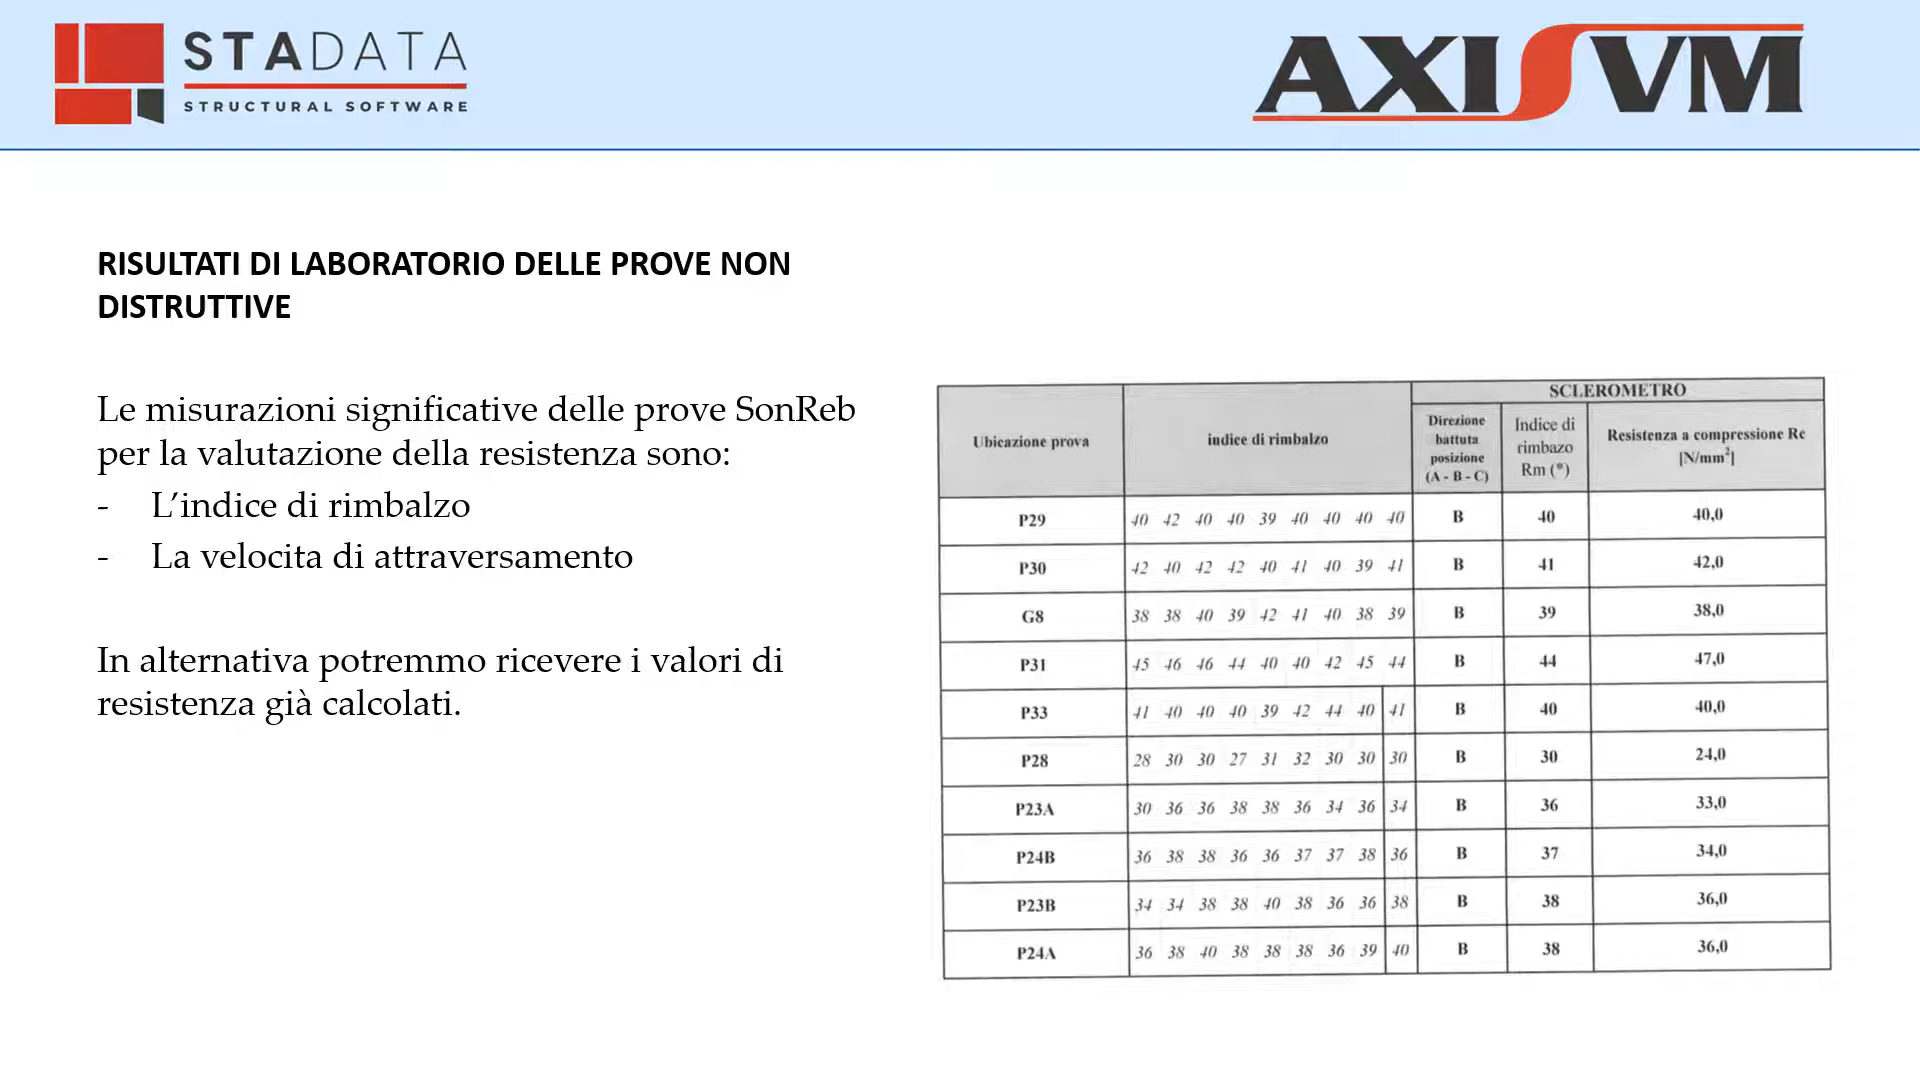 STADATA
STRUCTURAL SOFTWARE
AXISVM
RISULTATI DI LABORATORIO DELLE PROVE NON
DISTRUTTIVE
Le misurazioni significative delle prove SonReb
per la valutazione della resistenza sono:
- L’indice di rimbalzo
- La velocita di attraversamento
In alternativa potremmo ricevere i valori di
resistenza già calcolati.
SCLEROMETRO
Ubicazione prova
indice di rimbalzo
Direzione
battuta
posizione
(A - B - C)
Indice di
rimbazo
Rm (*)
Resistenza a compressione Rc
[N/mm²]
P29 40 42 40 40 39 40 40 40 40 B 40 40,0
P30 42 40 42 42 40 41 40 39 41 B 41 42,0
G8 38 38 40 39 42 41 40 38 39 B 39 38,0
P31 45 46 46 44 40 40 42 45 44 B 44 47,0
P33 41 40 40 40 39 42 44 40 41 B 40 40,0
P28 28 30 30 27 31 32 30 30 30 B 30 24,0
P23A 30 36 36 38 38 36 34 36 34 B 36 33,0
P24B 36 38 38 36 36 37 37 38 36 B 37 34,0
P23B 34 34 38 38 40 38 36 36 38 B 38 36,0
P24A 36 38 40 38 38 38 36 39 40 B 38 36,0